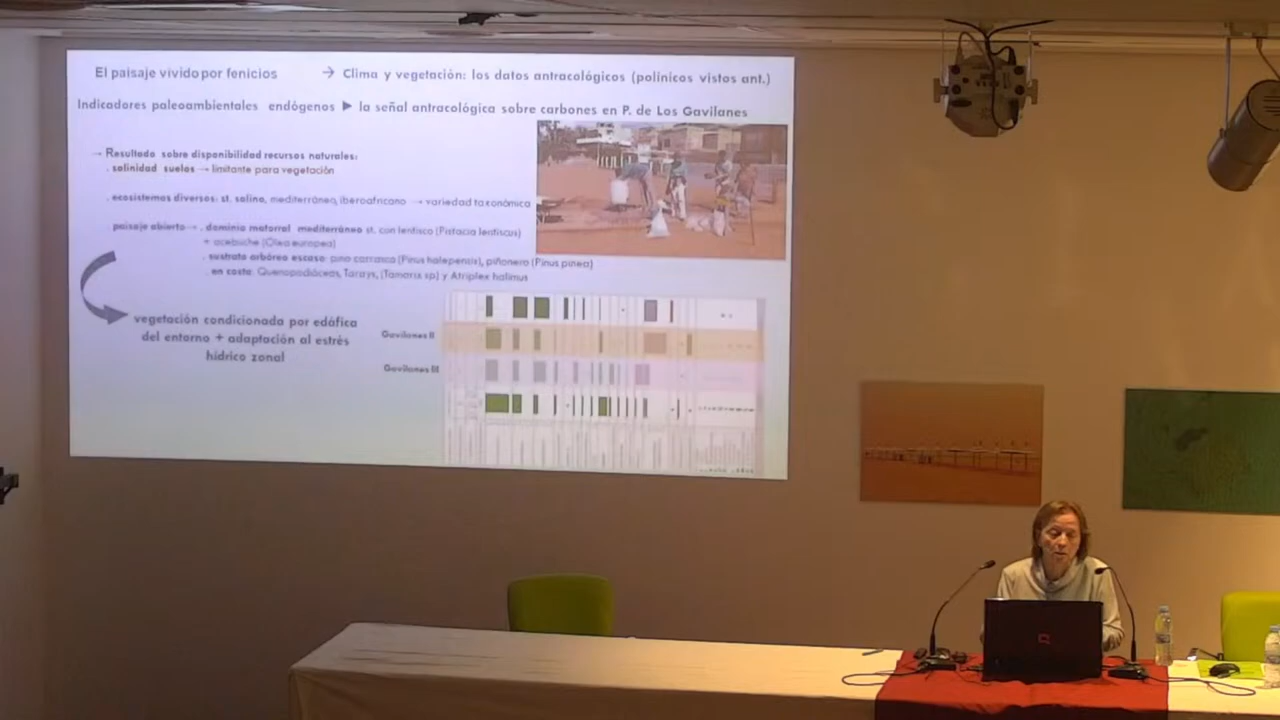 El paisaje vivido por fenicios → Clima y vegetación: los datos antracológicos (polínicos vistos ant.)
Indicadores paleoambientales endógenos ▶ la señal antracológica sobre carbones en P. de Los Gavilanes
→ Resultado sobre disponibilidad recursos naturales:
. salinidad suelos → limitante para vegetación
. ecosistemas diversos: st. salino, mediterráneo, iberoafricano → variedad taxonómica
paisaje abierto → . dominio matorral mediterráneo st. con lentisco (Pistacia lentiscus)
+ acebuche (Olea europea)
. sustrato arbóreo escaso: pino carrasco (Pinus halepensis), piñonero (Pinus pinea)
. en costa: Quenopodiáceas, Tarays, (Tamarix sp) y Atriplex halimus
vegetación condicionada por edáfica
del entorno + adaptación al estrés
hídrico zonal
Gavilanes II
Gavilanes III